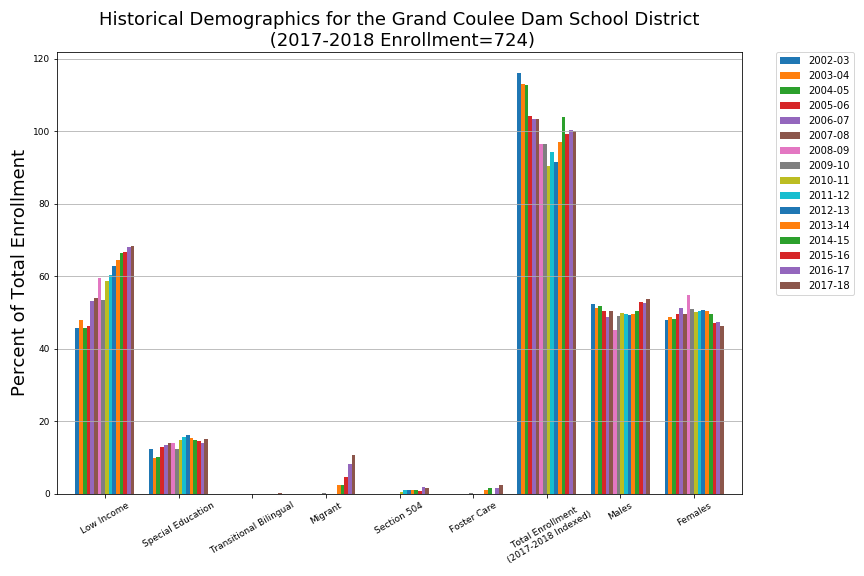 Historical Demographics for the Grand Coulee Dam School District
(2017-2018 Enrollment=724)
Percent of Total Enrollment
120
100
80
60
40
20
0
Low Income
Special Education
Transitional Bilingual
Migrant
Section 504
Foster Care
Total Enrollment
(2017-2018 Indexed)
Males
Females
2002-03
2003-04
2004-05
2005-06
2006-07
2007-08
2008-09
2009-10
2010-11
2011-12
2012-13
2013-14
2014-15
2015-16
2016-17
2017-18